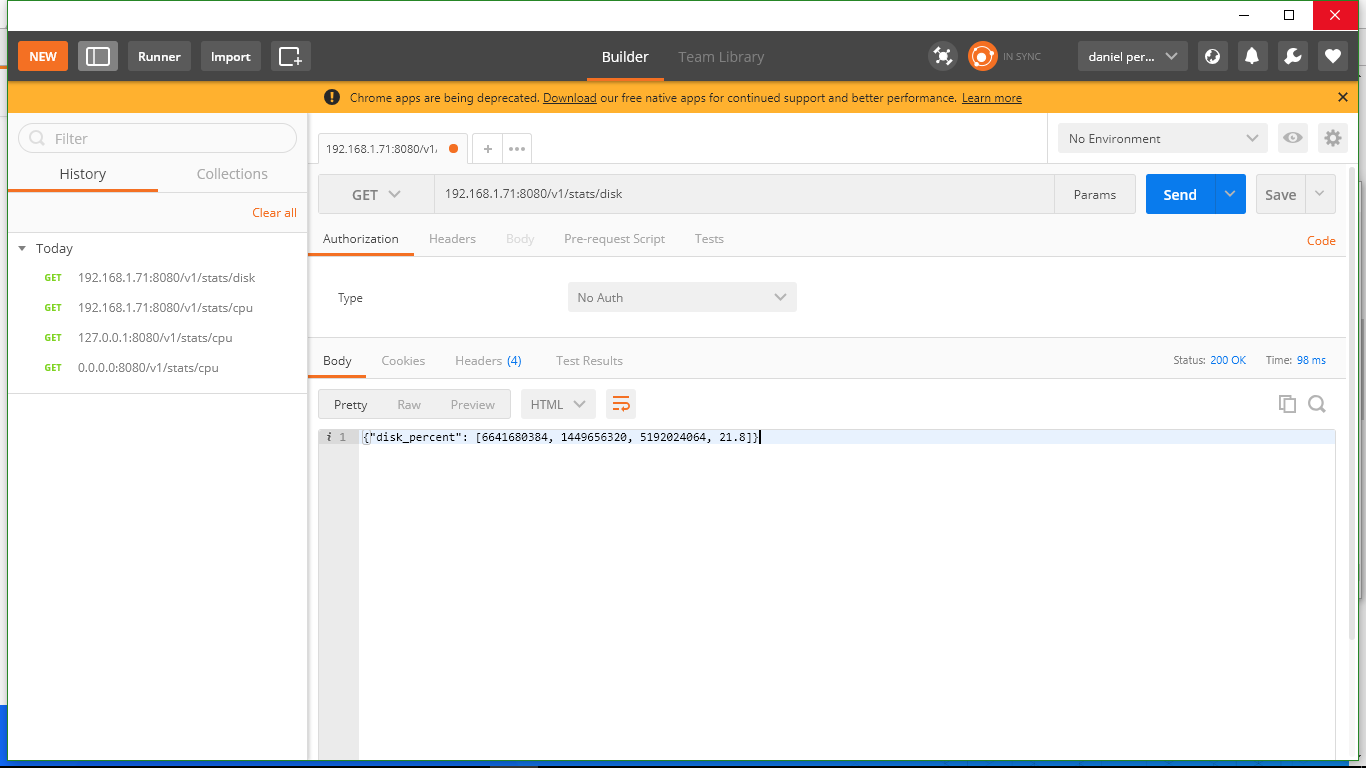 NEW Runner Import Builder Team Library IN SYNC daniel per...
Chrome apps are being deprecated. Download our free native apps for continued support and better performance. Learn more
Filter
History Collections
Clear all
Today
GET 192.168.1.71:8080/v1/stats/disk
GET 192.168.1.71:8080/v1/stats/cpu
GET 127.0.0.1:8080/v1/stats/cpu
GET 0.0.0.0:8080/v1/stats/cpu
192.168.1.71:8080/v1/ No Environment
GET 192.168.1.71:8080/v1/stats/disk Params Send Save
Authorization Headers Body Pre-request Script Tests Code
Type No Auth
Body Cookies Headers (4) Test Results Status: 200 OK Time: 98 ms
Pretty Raw Preview HTML
i 1 {"disk_percent": [6641680384, 1449656320, 5192024064, 21.8]}